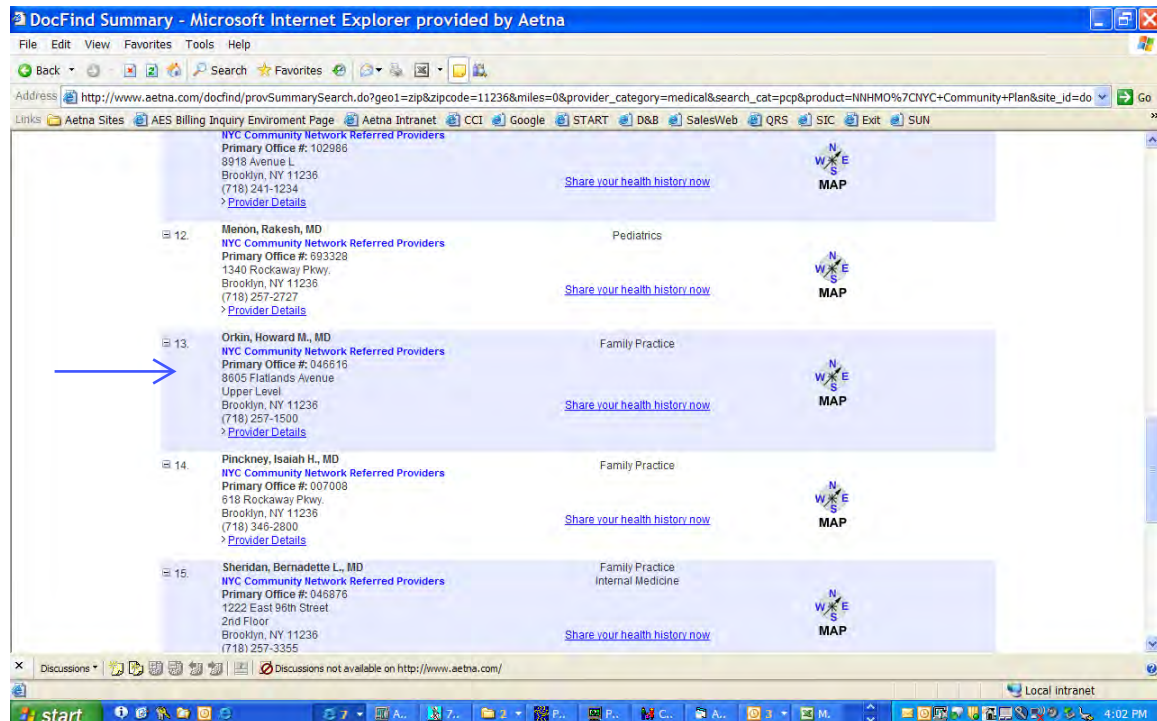 DocFind Summary - Microsoft Internet Explorer provided by Aetna
File Edit View Favorites Tools Help
Back Search Favorites
Address http://www.aetna.com/docfind/provSummarySearch.do?geo1=zip&zipcode=11236&miles=0&provider_category=medical&search_cat=pcp&product=NNHMO%7CNYC+Community+Plan&site_id=do Go
Links Aetna Sites AES Billing Inquiry Enviroment Page Aetna Intranet CCI Google START D&B SalesWeb QRS SIC Exit SUN »
NYC Community Network Referred Providers
Primary Office #: 102986
8918 Avenue L
Brooklyn, NY 11236
(718) 241-1234
> Provider Details
Share your health history now
N
W E
S
MAP
12. Menon, Rakesh, MD Pediatrics
NYC Community Network Referred Providers
Primary Office #: 693328
1340 Rockaway Pkwy.
Brooklyn, NY 11236
(718) 257-2727
> Provider Details
Share your health history now
N
W E
S
MAP
13. Orkin, Howard M., MD Family Practice
NYC Community Network Referred Providers
Primary Office #: 046616
8605 Flatlands Avenue
Upper Level
Brooklyn, NY 11236
(718) 257-1500
> Provider Details
Share your health history now
N
W E
S
MAP
14. Pinckney, Isaiah H., MD Family Practice
NYC Community Network Referred Providers
Primary Office #: 007008
618 Rockaway Pkwy.
Brooklyn, NY 11236
(718) 346-2800
> Provider Details
Share your health history now
N
W E
S
MAP
15. Sheridan, Bernadette L., MD Family Practice
NYC Community Network Referred Providers Internal Medicine
Primary Office #: 046876
1222 East 96th Street
2nd Floor
Brooklyn, NY 11236
(718) 257-3355
Share your health history now
N
W E
S
MAP
Discussions Discussions not available on http://www.aetna.com/
Local intranet
start 7 A.. 7.. 2 P.. P.. C.. A.. 3 M. 4:02 PM